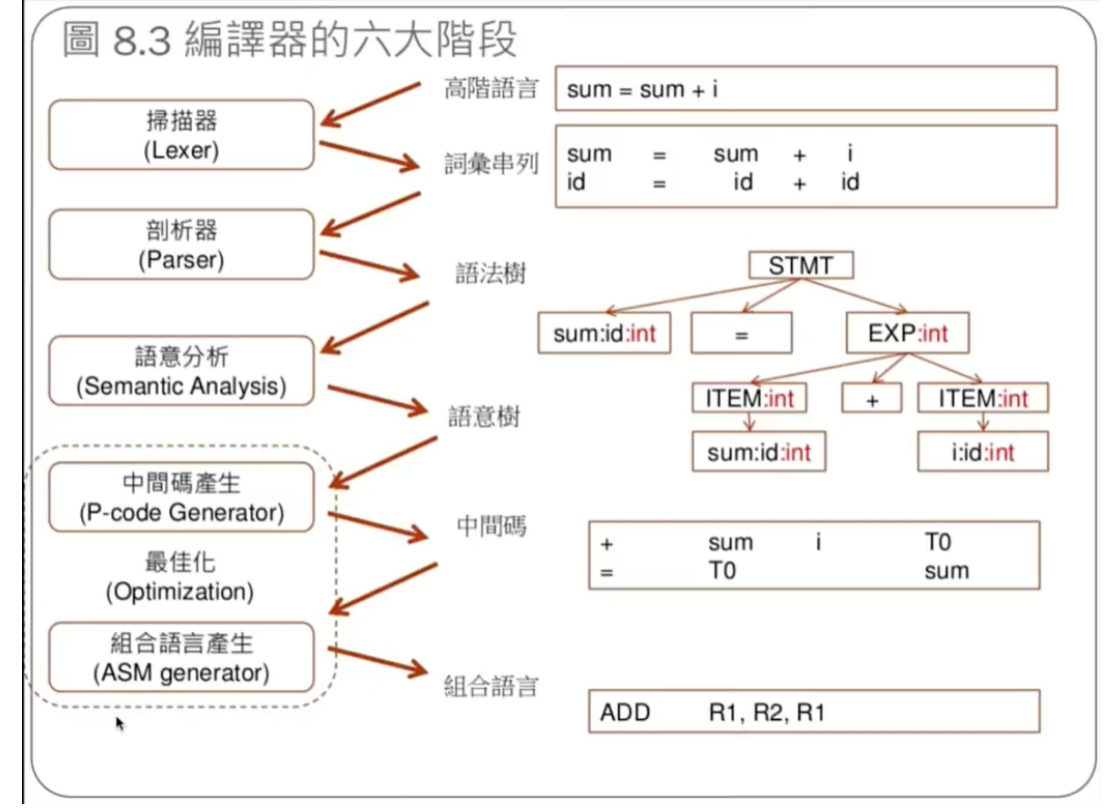 圖 8.3 編譯器的六大階段
高階語言
sum = sum + i
掃描器
(Lexer)
詞彙串列
sum = sum + i
id = id + id
剖析器
(Parser)
語法樹
STMT
sum:id:int
=
EXP:int
語意分析
(Semantic Analysis)
語意樹
ITEM:int
+
ITEM:int
sum:id:int
i:id:int
中間碼產生
(P-code Generator)
中間碼
+ sum i T0
= T0 sum
最佳化
(Optimization)
組合語言產生
(ASM generator)
組合語言
ADD R1, R2, R1